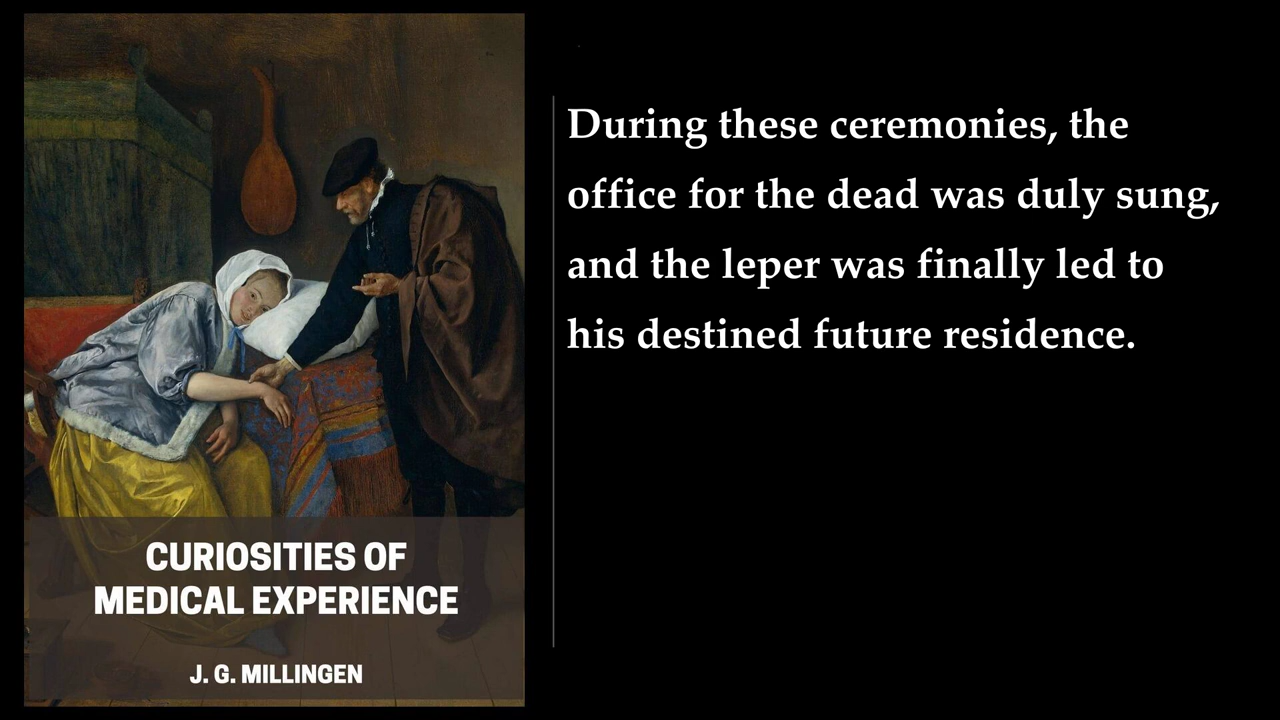 During these ceremonies, the
office for the dead was duly sung,
and the leper was finally led to
his destined future residence.
CURIOSITIES OF
MEDICAL EXPERIENCE
J. G. MILLINGEN